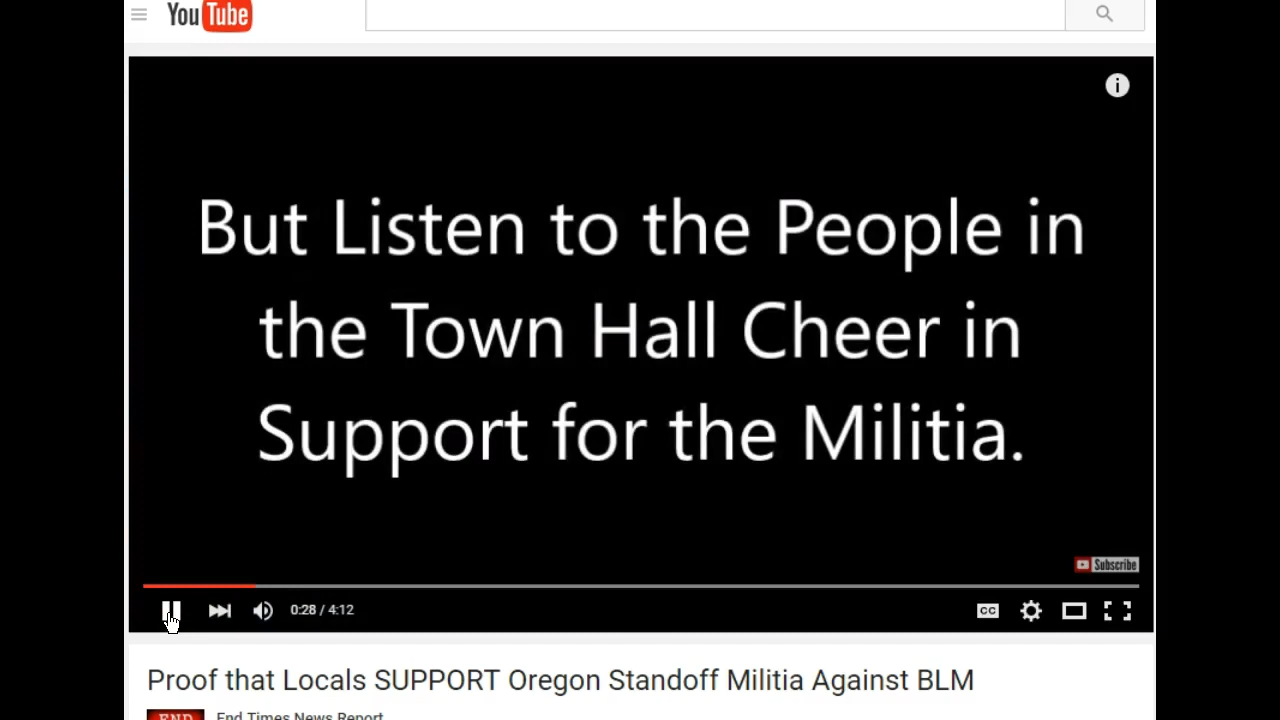 YouTube
But Listen to the People in
the Town Hall Cheer in
Support for the Militia.
Subscribe
0:28 / 4:12
CC
Proof that Locals SUPPORT Oregon Standoff Militia Against BLM
END
End Times News Report